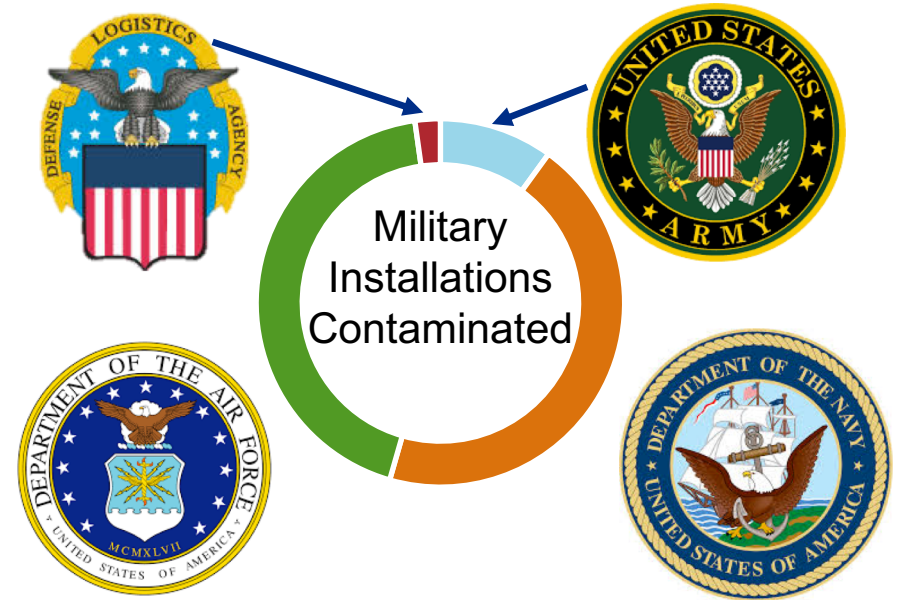 DEFENSE LOGISTICS AGENCY
UNITED STATES
ARMY
Military
Installations
Contaminated
DEPARTMENT OF THE AIR FORCE
MCMXLVII
UNITED STATES OF AMERICA
DEPARTMENT OF THE NAVY
UNITED STATES OF AMERICA